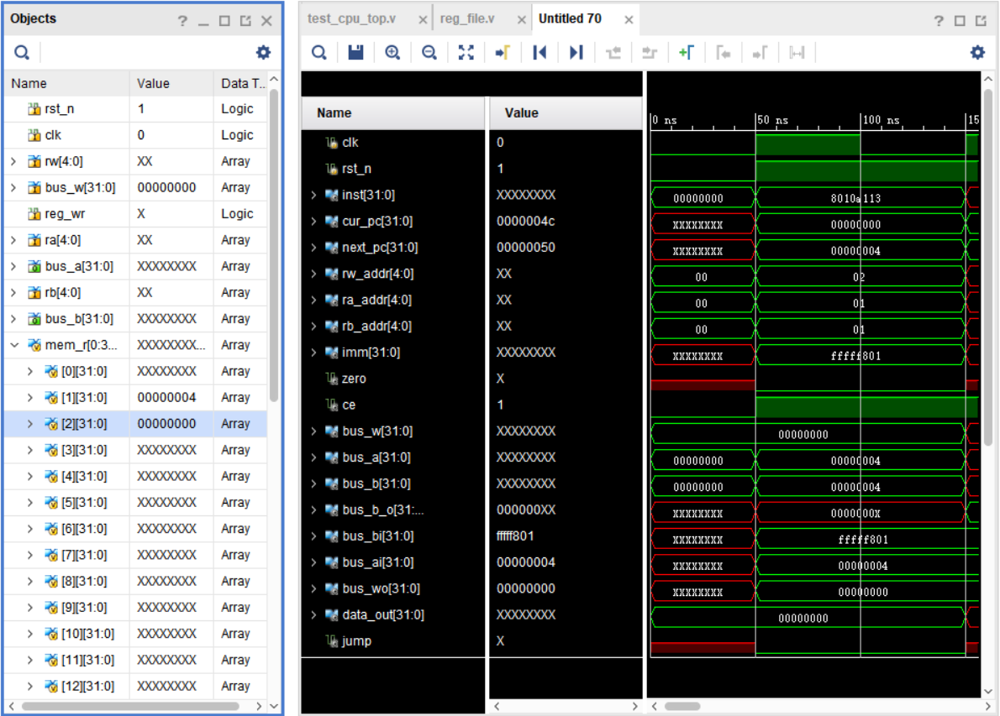 Objects
Name Value Data T...
rst_n 1 Logic
clk 0 Logic
rw[4:0] XX Array
bus_w[31:0] 00000000 Array
reg_wr X Logic
ra[4:0] XX Array
bus_a[31:0] XXXXXXXX Array
rb[4:0] XX Array
bus_b[31:0] XXXXXXXX Array
mem_r[0:3... XXXXXXXX... Array
[0][31:0] XXXXXXXX Array
[1][31:0] 00000004 Array
[2][31:0] 00000000 Array
[3][31:0] XXXXXXXX Array
[4][31:0] XXXXXXXX Array
[5][31:0] XXXXXXXX Array
[6][31:0] XXXXXXXX Array
[7][31:0] XXXXXXXX Array
[8][31:0] XXXXXXXX Array
[9][31:0] XXXXXXXX Array
[10][31:0] XXXXXXXX Array
[11][31:0] XXXXXXXX Array
[12][31:0] XXXXXXXX Array
test_cpu_top.v reg_file.v Untitled 70
Name Value 0 ns 50 ns 100 ns 15
clk 0
rst_n 1
inst[31:0] XXXXXXXX 00000000 8010a113
cur_pc[31:0] 0000004c XXXXXXXX 00000000
next_pc[31:0] 00000050 XXXXXXXX 00000004
rw_addr[4:0] XX 00 02
ra_addr[4:0] XX 00 01
rb_addr[4:0] XX 00 01
imm[31:0] XXXXXXXX XXXXXXXX fffff801
zero X
ce 1
bus_w[31:0] XXXXXXXX 00000000
bus_a[31:0] XXXXXXXX 00000000 00000004
bus_b[31:0] XXXXXXXX 00000000 00000004
bus_b_o[31:... 000000XX XXXXXXXX 0000000X
bus_bi[31:0] fffff801 XXXXXXXX fffff801
bus_ai[31:0] 00000004 XXXXXXXX 00000004
bus_wo[31:0] 00000000 XXXXXXXX 00000000
data_out[31:0] XXXXXXXX 00000000
jump X